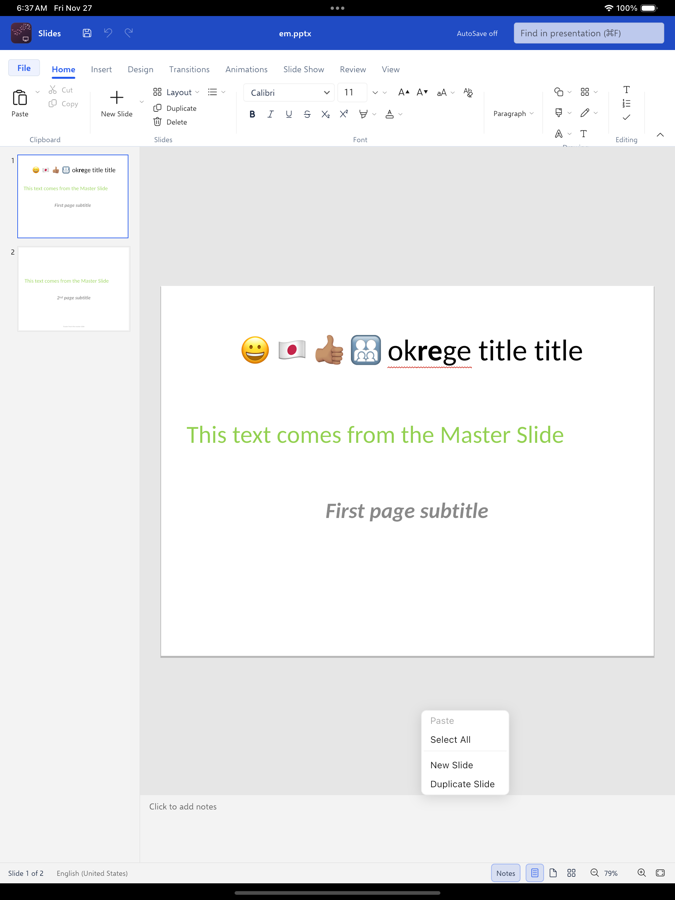 6:37 AM Fri Nov 27
100%
Slides
em.pptx
AutoSave off
Find in presentation (⌘F)
File
Home
Insert
Design
Transitions
Animations
Slide Show
Review
View
Paste
Cut
Copy
Clipboard
New Slide
Layout
Duplicate
Delete
Slides
Calibri
11
B I U S X₂ X²
Font
Paragraph
Editing
1
😀 🇯🇵 👍🏽 okrege title title
This text comes from the Master Slide
First page subtitle
2
This text comes from the Master Slide
2nd page subtitle
😀 🇯🇵 👍🏽 okrege title title
This text comes from the Master Slide
First page subtitle
Paste
Select All
New Slide
Duplicate Slide
Click to add notes
Slide 1 of 2
English (United States)
Notes
79%